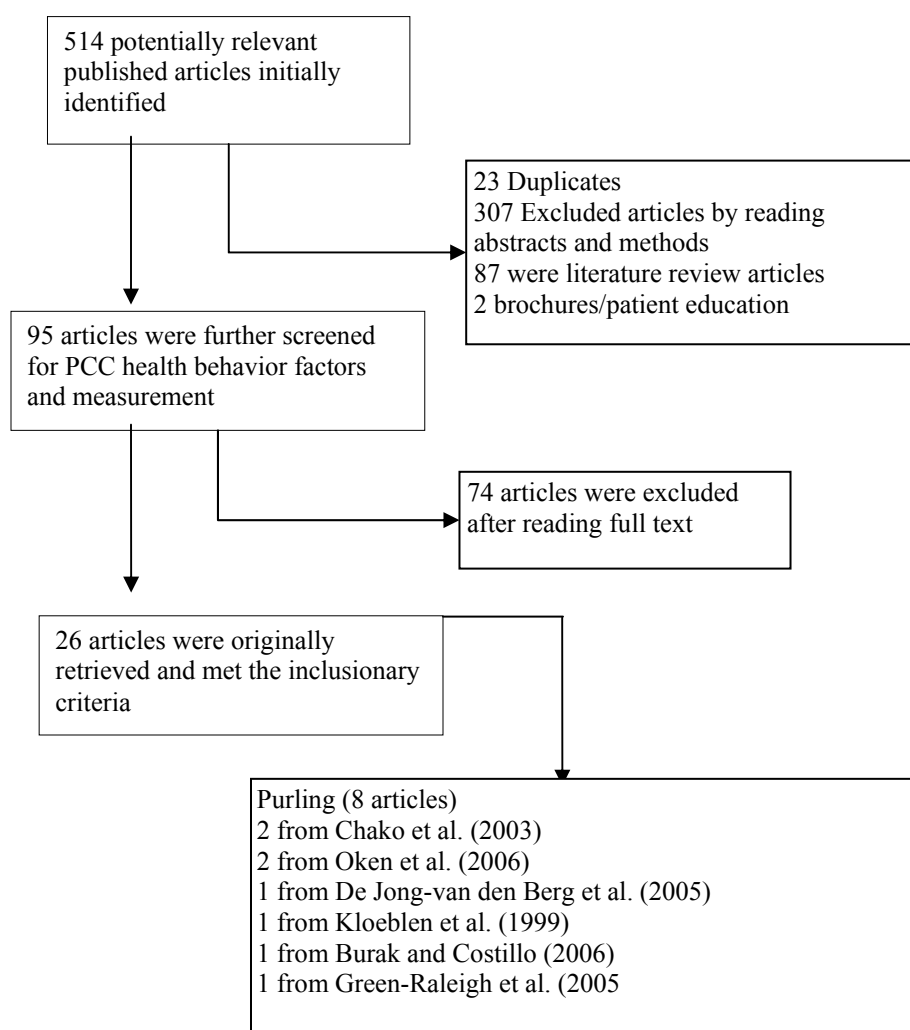 514 potentially relevant
published articles initially
identified
23 Duplicates
307 Excluded articles by reading
abstracts and methods
87 were literature review articles
2 brochures/patient education
95 articles were further screened
for PCC health behavior factors
and measurement
74 articles were excluded
after reading full text
26 articles were originally
retrieved and met the inclusionary
criteria
Purling (8 articles)
2 from Chako et al. (2003)
2 from Oken et al. (2006)
1 from De Jong-van den Berg et al. (2005)
1 from Kloeblen et al. (1999)
1 from Burak and Costillo (2006)
1 from Green-Raleigh et al. (2005